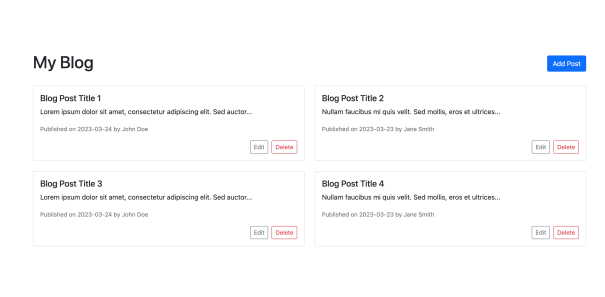 My Blog
Add Post
Blog Post Title 1
Lorem ipsum dolor sit amet, consectetur adipiscing elit. Sed auctor...
Published on 2023-03-24 by John Doe
Edit
Delete
Blog Post Title 2
Nullam faucibus mi quis velit. Sed mollis, eros et ultrices...
Published on 2023-03-23 by Jane Smith
Edit
Delete
Blog Post Title 3
Lorem ipsum dolor sit amet, consectetur adipiscing elit. Sed auctor...
Published on 2023-03-24 by John Doe
Edit
Delete
Blog Post Title 4
Nullam faucibus mi quis velit. Sed mollis, eros et ultrices...
Published on 2023-03-23 by Jane Smith
Edit
Delete